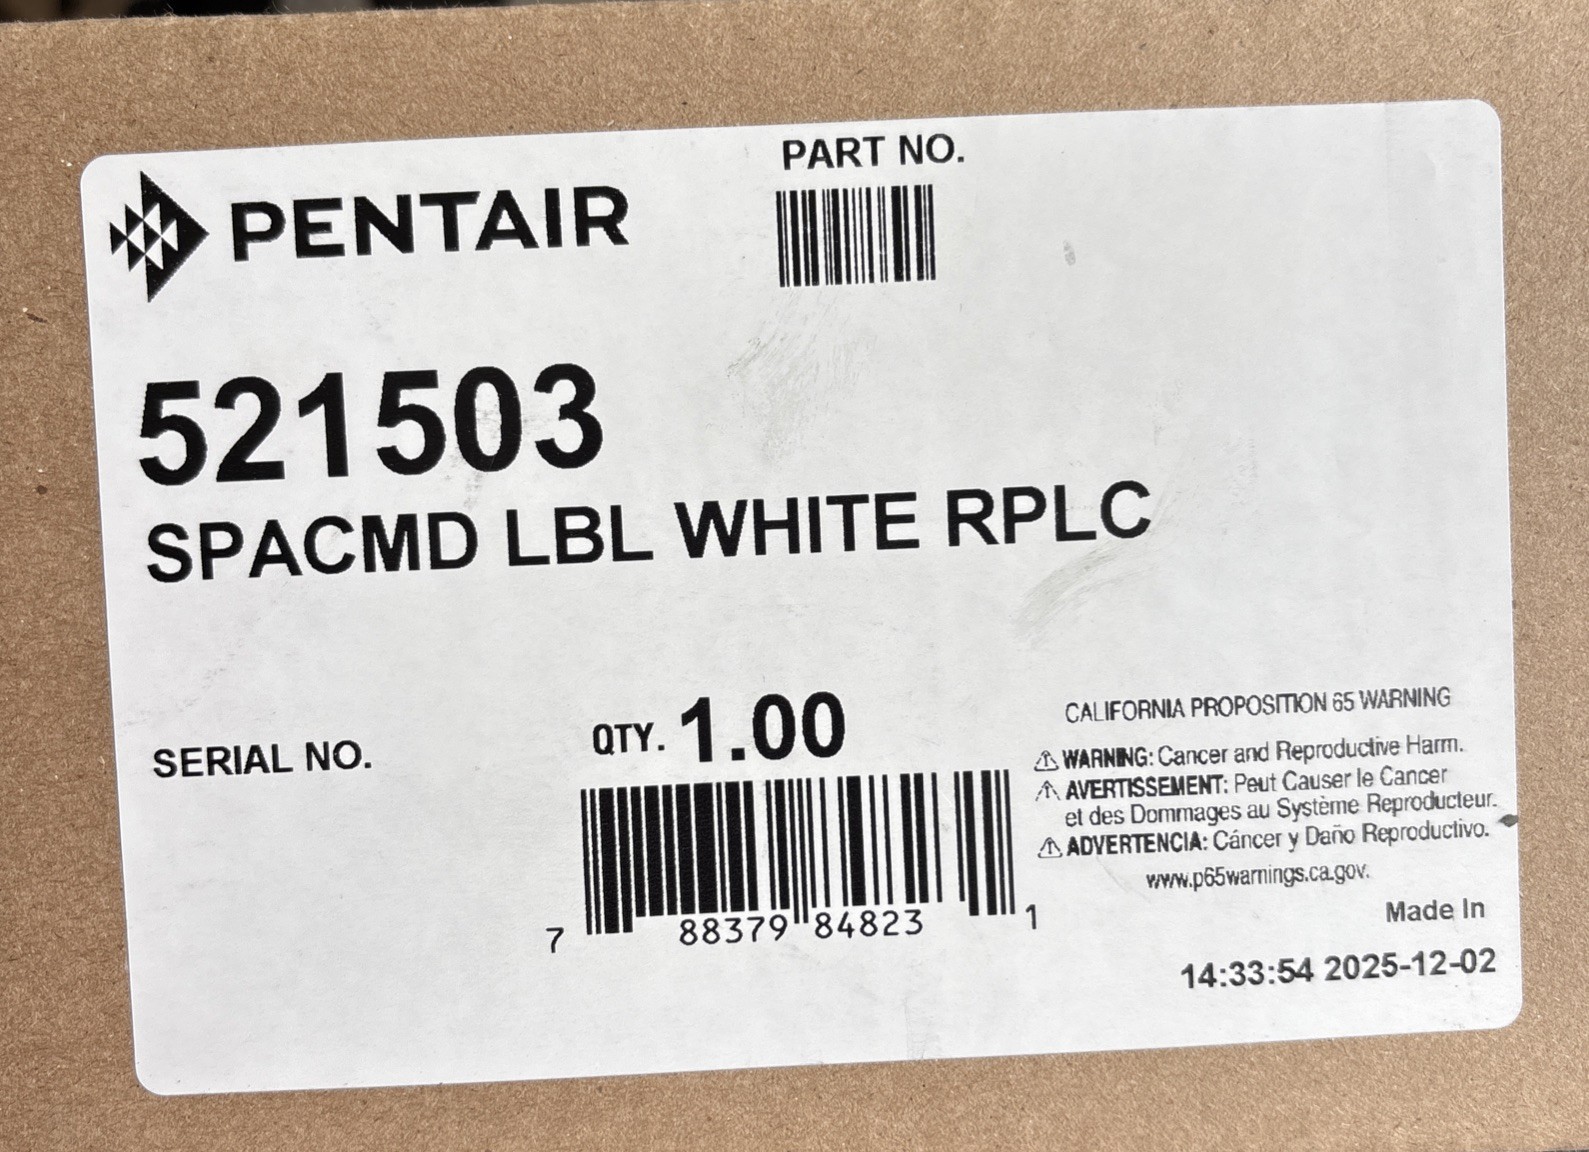 PENTAIR
PART NO.
521503
SPACMD LBL WHITE RPLC
SERIAL NO.
QTY. 1.00
7 88379 84823 1
CALIFORNIA PROPOSITION 65 WARNING
⚠ WARNING: Cancer and Reproductive Harm.
⚠ AVERTISSEMENT: Peut Causer le Cancer
et des Dommages au Système Reproducteur.
⚠ ADVERTENCIA: Cáncer y Daño Reproductivo.
www.p65warnings.ca.gov.
Made In
14:33:54 2025-12-02